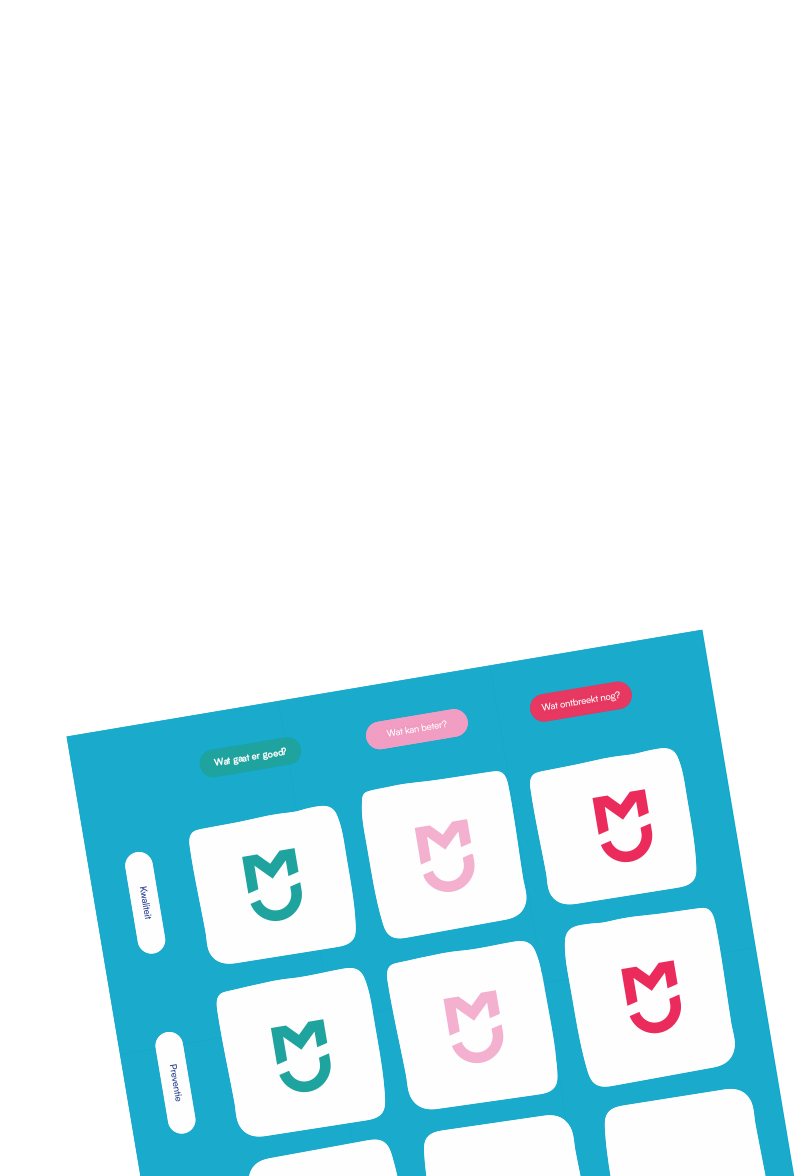 Wat gaat er goed?
Wat kan beter?
Wat ontbreekt nog?
Kwaliteit
Preventie